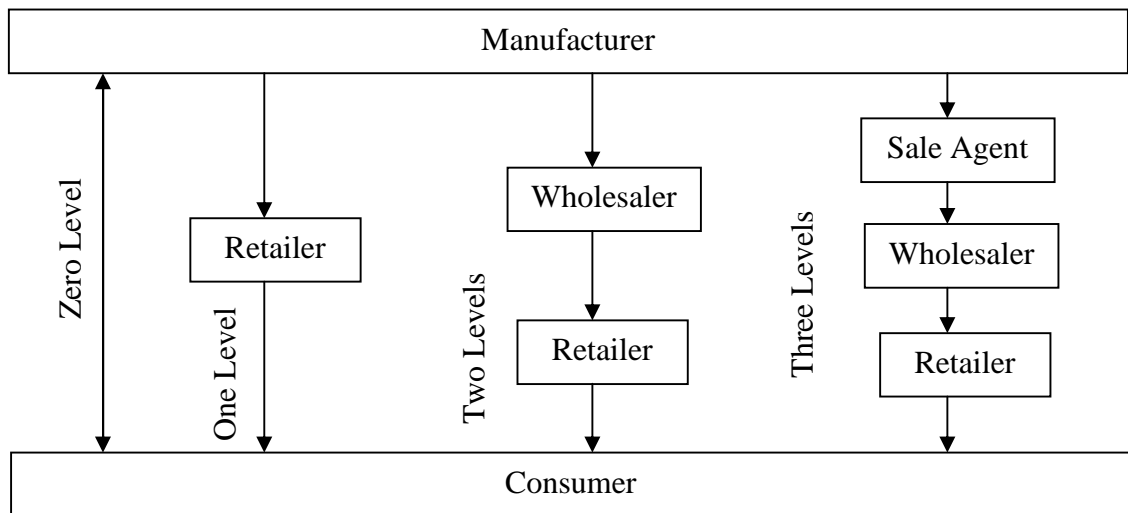 Manufacturer
Zero Level
One Level
Retailer
Two Levels
Wholesaler
Retailer
Three Levels
Sale Agent
Wholesaler
Retailer
Consumer